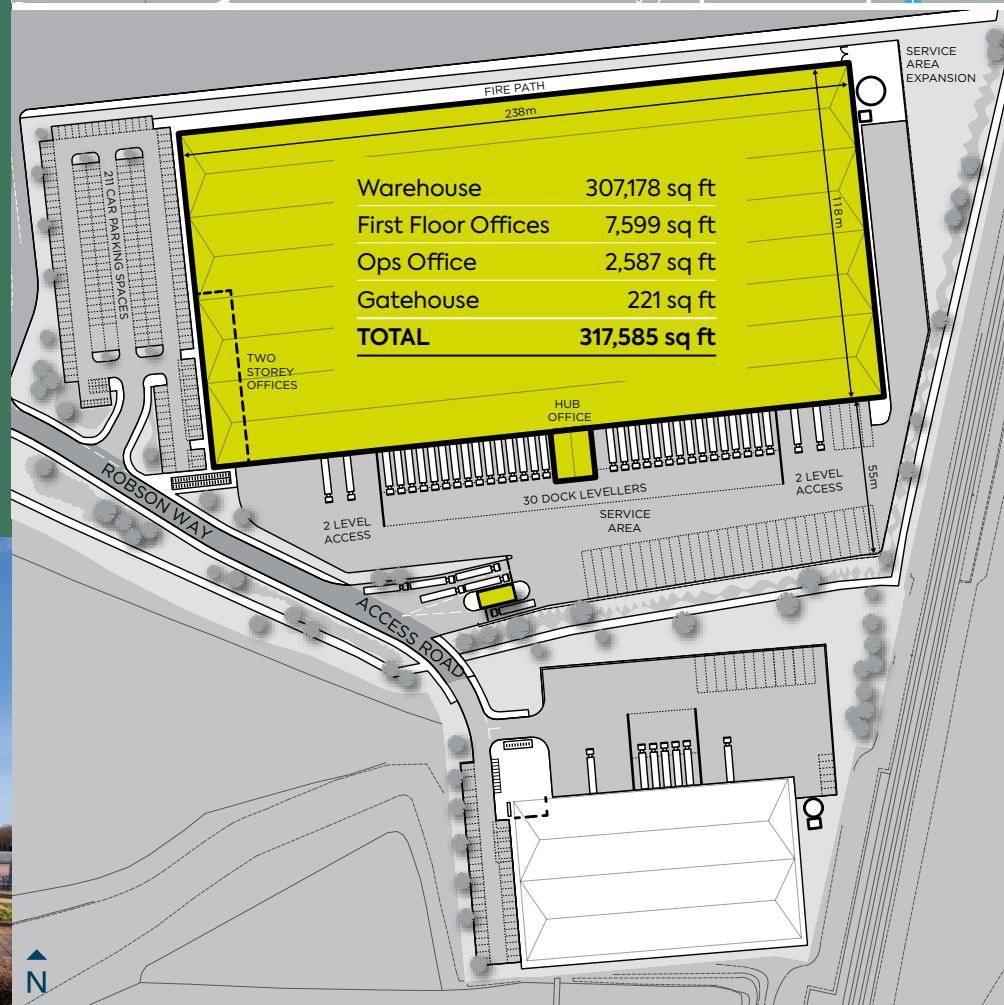 SERVICE
AREA
EXPANSION
FIRE PATH
238m
118m
211 CAR PARKING SPACES
Warehouse 307,178 sq ft
First Floor Offices 7,599 sq ft
Ops Office 2,587 sq ft
Gatehouse 221 sq ft
TOTAL 317,585 sq ft
TWO
STOREY
OFFICES
HUB
OFFICE
ROBSON WAY
2 LEVEL
ACCESS
30 DOCK LEVELLERS
SERVICE
AREA
2 LEVEL
ACCESS
55m
ACCESS ROAD
N